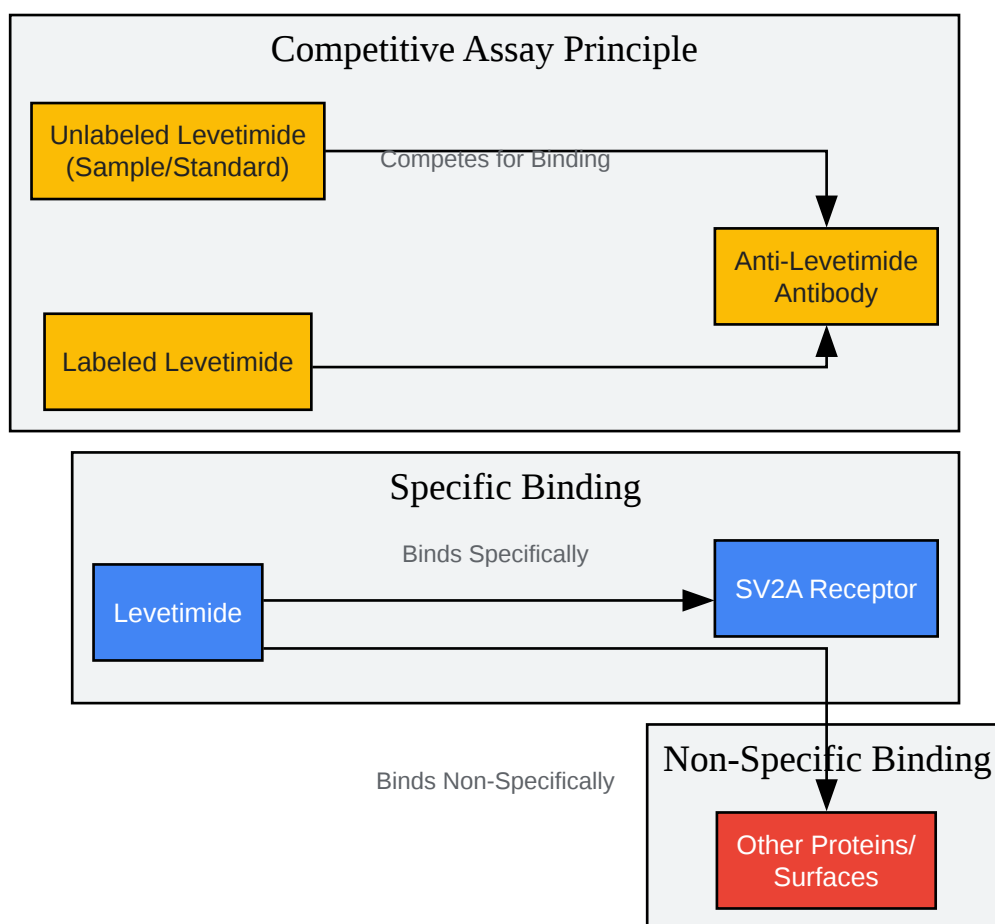 Competitive Assay Principle
Unlabeled Levetimide
(Sample/Standard)
Competes for Binding
Anti-Levetimide
Antibody
Labeled Levetimide
Specific Binding
Binds Specifically
SV2A Receptor
Levetimide
Non-Specific Binding
Binds Non-Specifically
Other Proteins/
Surfaces